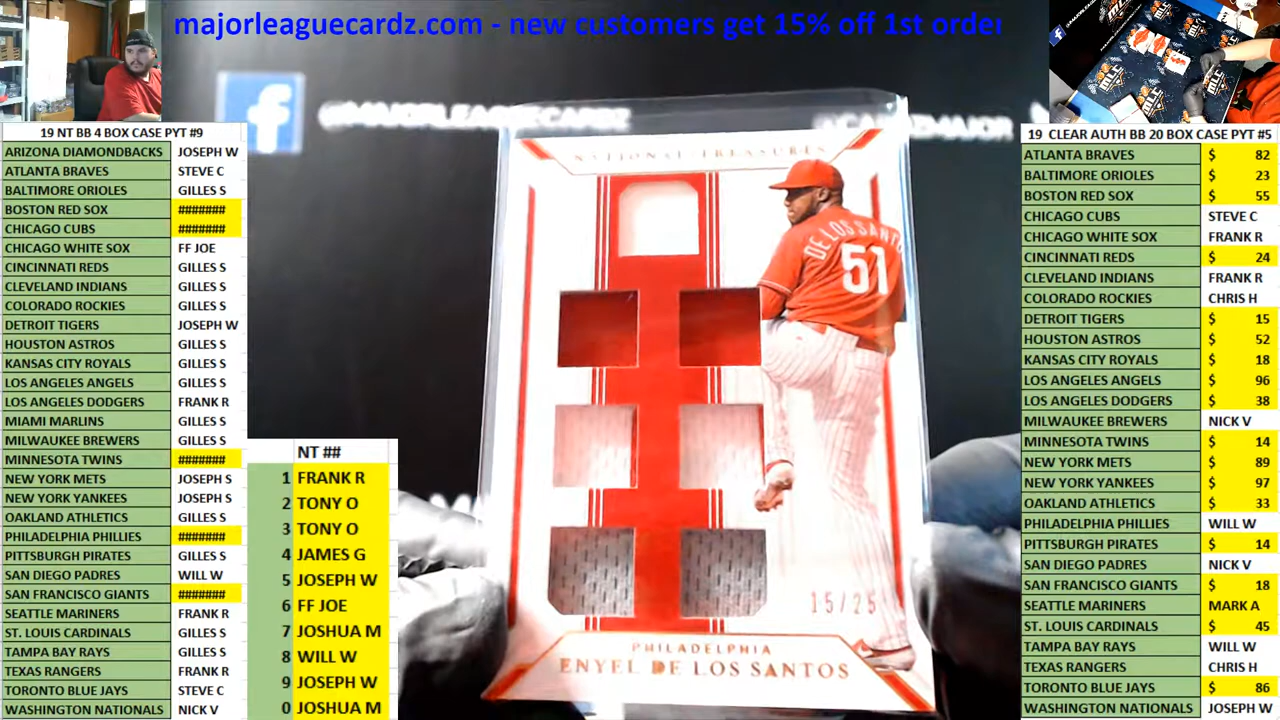 majorleaguecardz.com - new customers get 15% off 1st order
@MAJORLEAGUECARDZ
19 NT BB 4 BOX CASE PYT #9
ARIZONA DIAMONDBACKS JOSEPH W
ATLANTA BRAVES STEVE C
BALTIMORE ORIOLES GILLES S
BOSTON RED SOX #######
CHICAGO CUBS #######
CHICAGO WHITE SOX FF JOE
CINCINNATI REDS GILLES S
CLEVELAND INDIANS GILLES S
COLORADO ROCKIES GILLES S
DETROIT TIGERS JOSEPH W
HOUSTON ASTROS GILLES S
KANSAS CITY ROYALS GILLES S
LOS ANGELES ANGELS GILLES S
LOS ANGELES DODGERS FRANK R
MIAMI MARLINS GILLES S
MILWAUKEE BREWERS GILLES S
MINNESOTA TWINS #######
NEW YORK METS JOSEPH S
NEW YORK YANKEES JOSEPH S
OAKLAND ATHLETICS GILLES S
PHILADELPHIA PHILLIES #######
PITTSBURGH PIRATES GILLES S
SAN DIEGO PADRES WILL W
SAN FRANCISCO GIANTS #######
SEATTLE MARINERS FRANK R
ST. LOUIS CARDINALS GILLES S
TAMPA BAY RAYS GILLES S
TEXAS RANGERS FRANK R
TORONTO BLUE JAYS STEVE C
WASHINGTON NATIONALS NICK V
NT ##
1 FRANK R
2 TONY O
3 TONY O
4 JAMES G
5 JOSEPH W
6 FF JOE
7 JOSHUA M
8 WILL W
9 JOSEPH W
0 JOSHUA M
NATIONAL TREASURES
DE LOS SANTOS
51
15/25
PHILADELPHIA
ENYEL DE LOS SANTOS
19 CLEAR AUTH BB 20 BOX CASE PYT #5
ATLANTA BRAVES $ 82
BALTIMORE ORIOLES $ 23
BOSTON RED SOX $ 55
CHICAGO CUBS STEVE C
CHICAGO WHITE SOX FRANK R
CINCINNATI REDS $ 24
CLEVELAND INDIANS FRANK R
COLORADO ROCKIES CHRIS H
DETROIT TIGERS $ 15
HOUSTON ASTROS $ 52
KANSAS CITY ROYALS $ 18
LOS ANGELES ANGELS $ 96
LOS ANGELES DODGERS $ 38
MILWAUKEE BREWERS NICK V
MINNESOTA TWINS $ 14
NEW YORK METS $ 89
NEW YORK YANKEES $ 97
OAKLAND ATHLETICS $ 33
PHILADELPHIA PHILLIES WILL W
PITTSBURGH PIRATES $ 14
SAN DIEGO PADRES NICK V
SAN FRANCISCO GIANTS $ 18
SEATTLE MARINERS MARK A
ST. LOUIS CARDINALS $ 45
TAMPA BAY RAYS WILL W
TEXAS RANGERS CHRIS H
TORONTO BLUE JAYS $ 86
WASHINGTON NATIONALS JOSEPH W